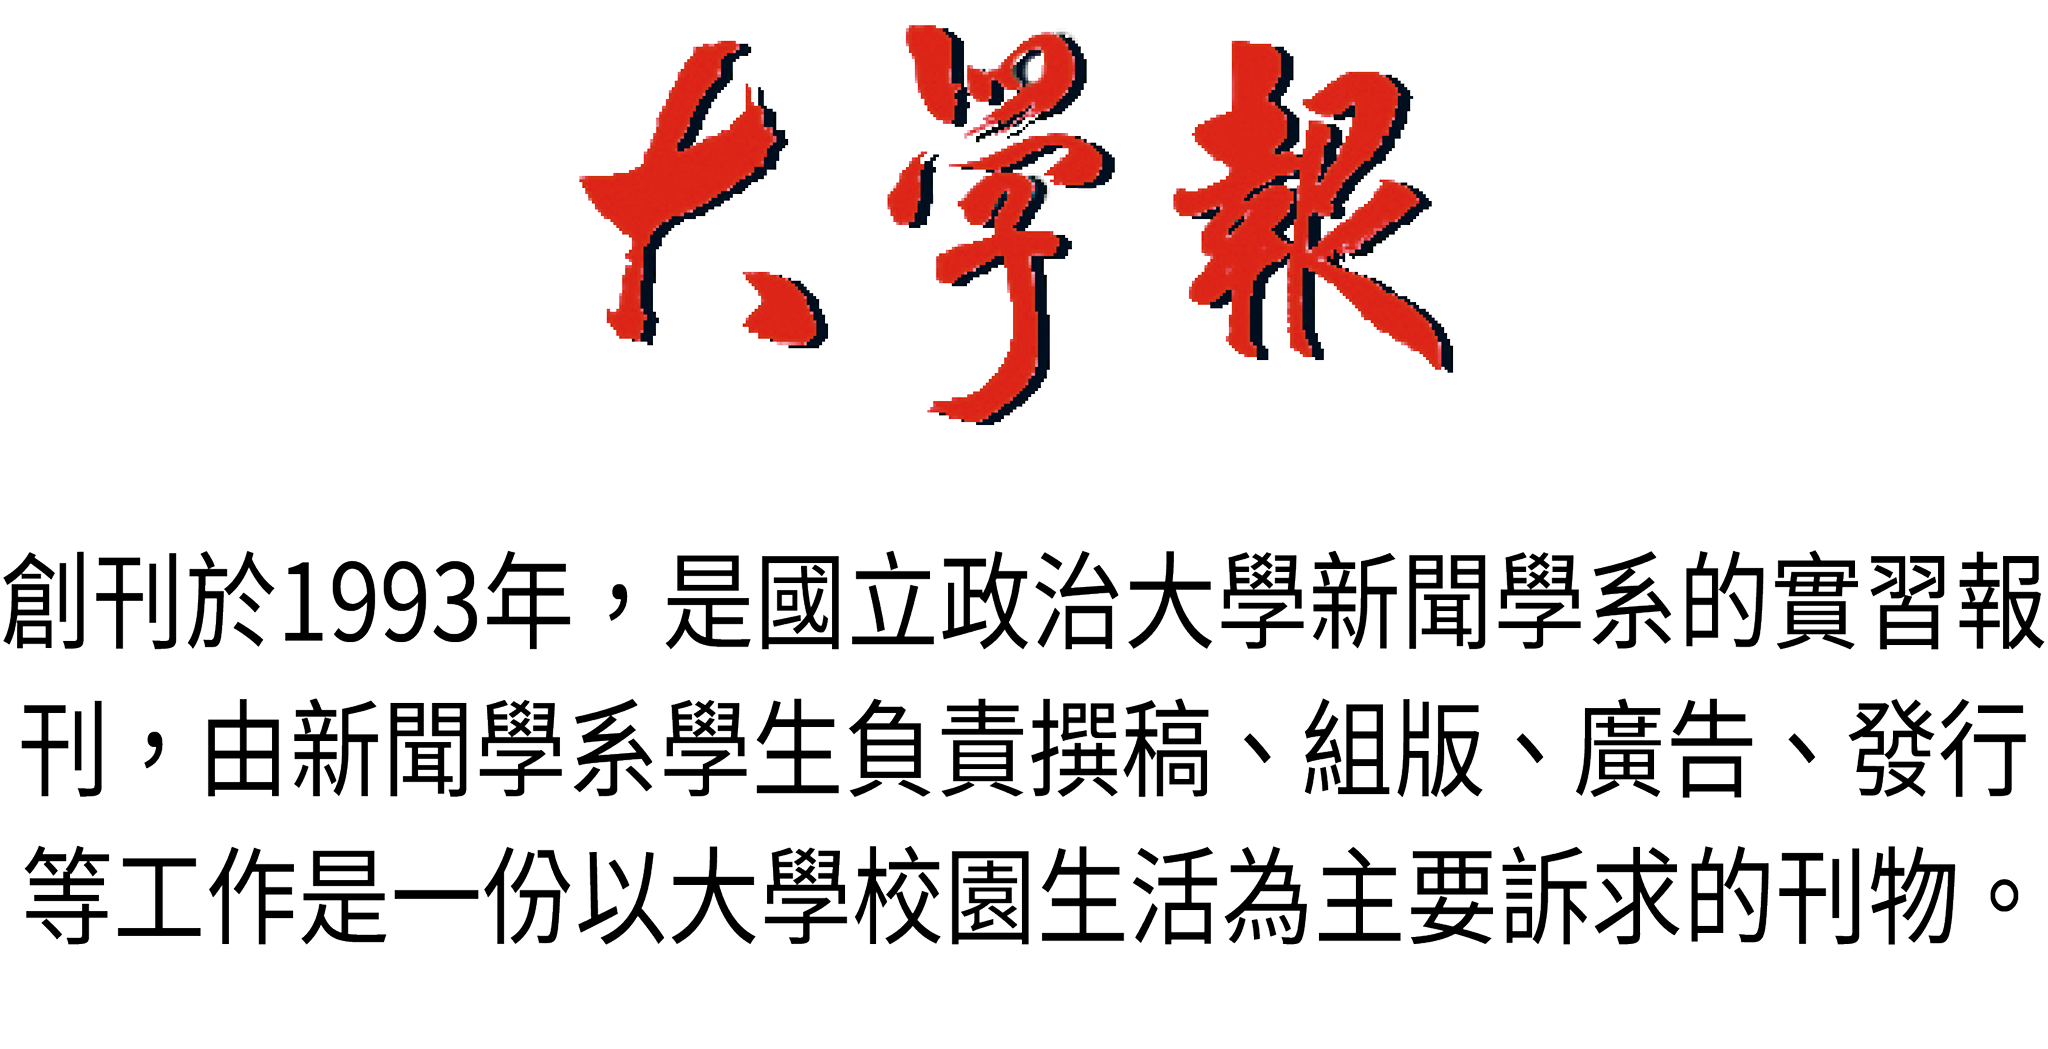 大學報
創刊於1993年，是國立政治大學新聞學系的實習報
刊，由新聞學系學生負責撰稿、組版、廣告、發行
等工作是一份以大學校園生活為主要訴求的刊物。